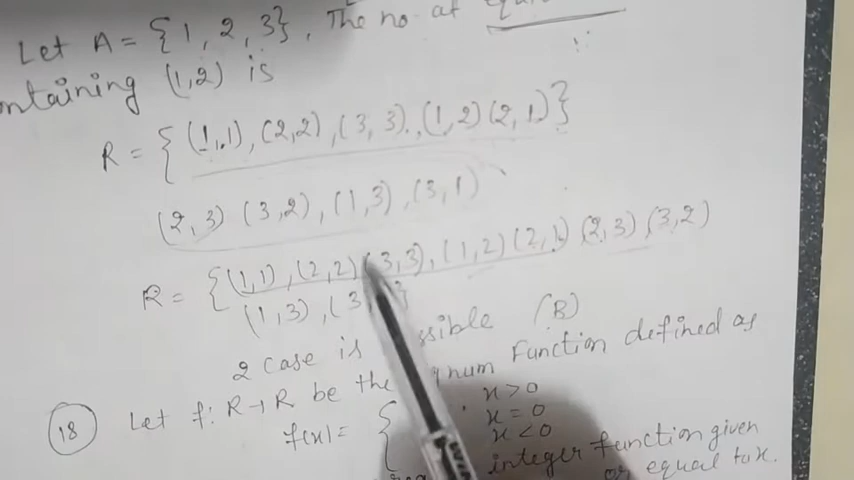 Let A = {1, 2, 3}, The no. of
ontaining (1,2) is
R = {(1,1), (2,2), (3,3), (1,2)(2,1)}
(2,3) (3,2), (1,3), (3,1)
R = {(1,1), (2,2)(3,3), (1,2)(2,1)(2,3)(3,2)
(1,3), (3
2 case is ssible (B)
18 Let f: R→R be the num Function defined as
f(x) = { x>0
x = 0
x<0
integer function given
or equal to x.